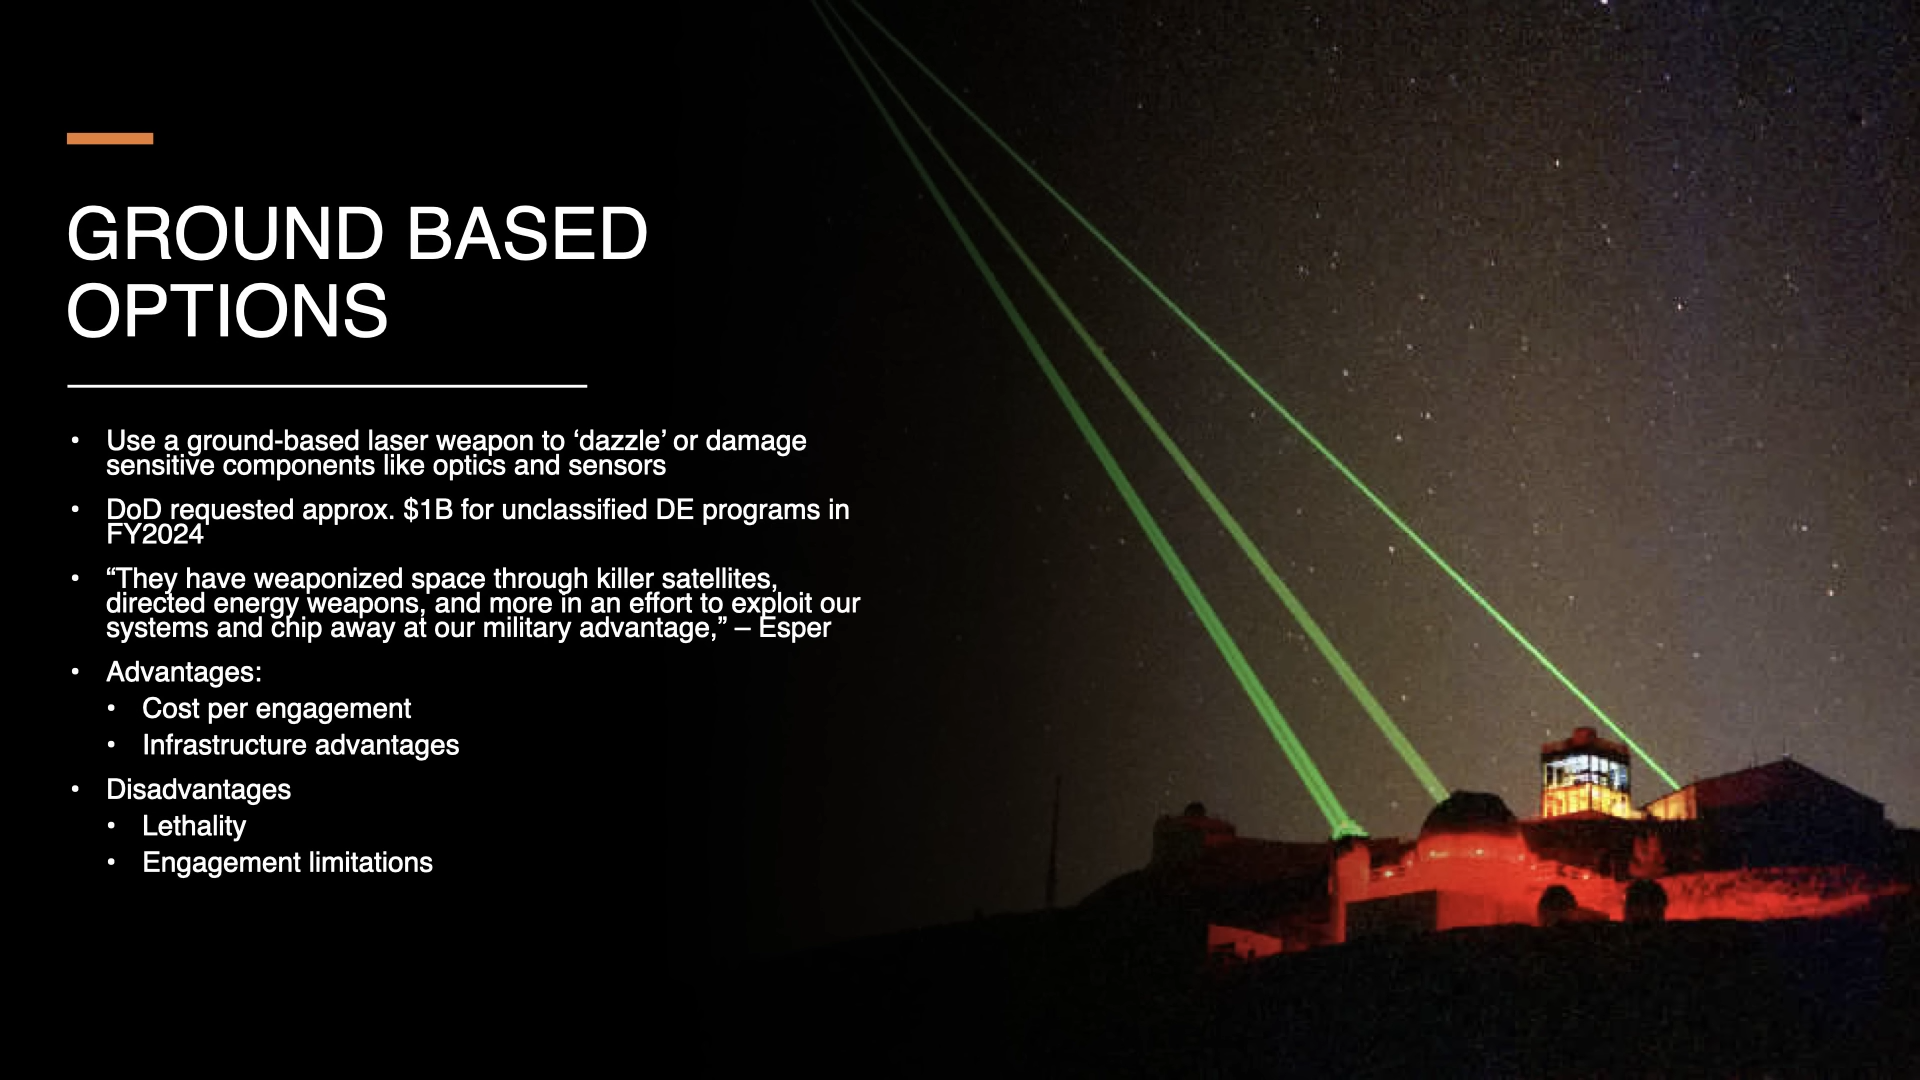 GROUND BASED
OPTIONS
• Use a ground-based laser weapon to ‘dazzle’ or damage
sensitive components like optics and sensors
• DoD requested approx. $1B for unclassified DE programs in
FY2024
• “They have weaponized space through killer satellites,
directed energy weapons, and more in an effort to exploit our
systems and chip away at our military advantage,” – Esper
• Advantages:
• Cost per engagement
• Infrastructure advantages
• Disadvantages
• Lethality
• Engagement limitations